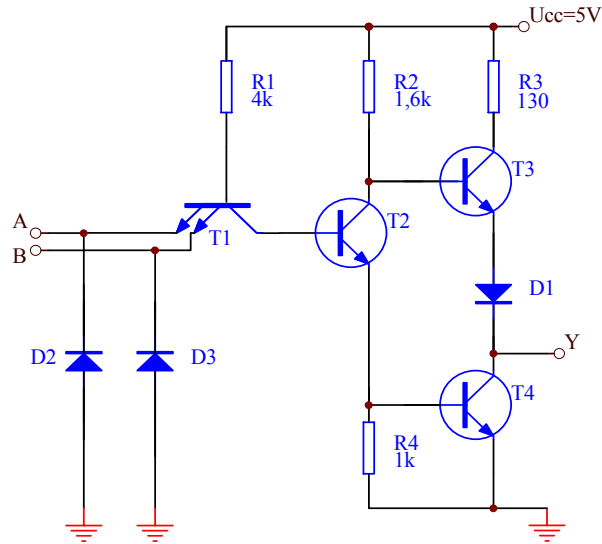 Ucc=5V
R1
4k
R2
1,6k
R3
130
T3
A
B
T1
T2
D1
Y
D2
D3
T4
R4
1k